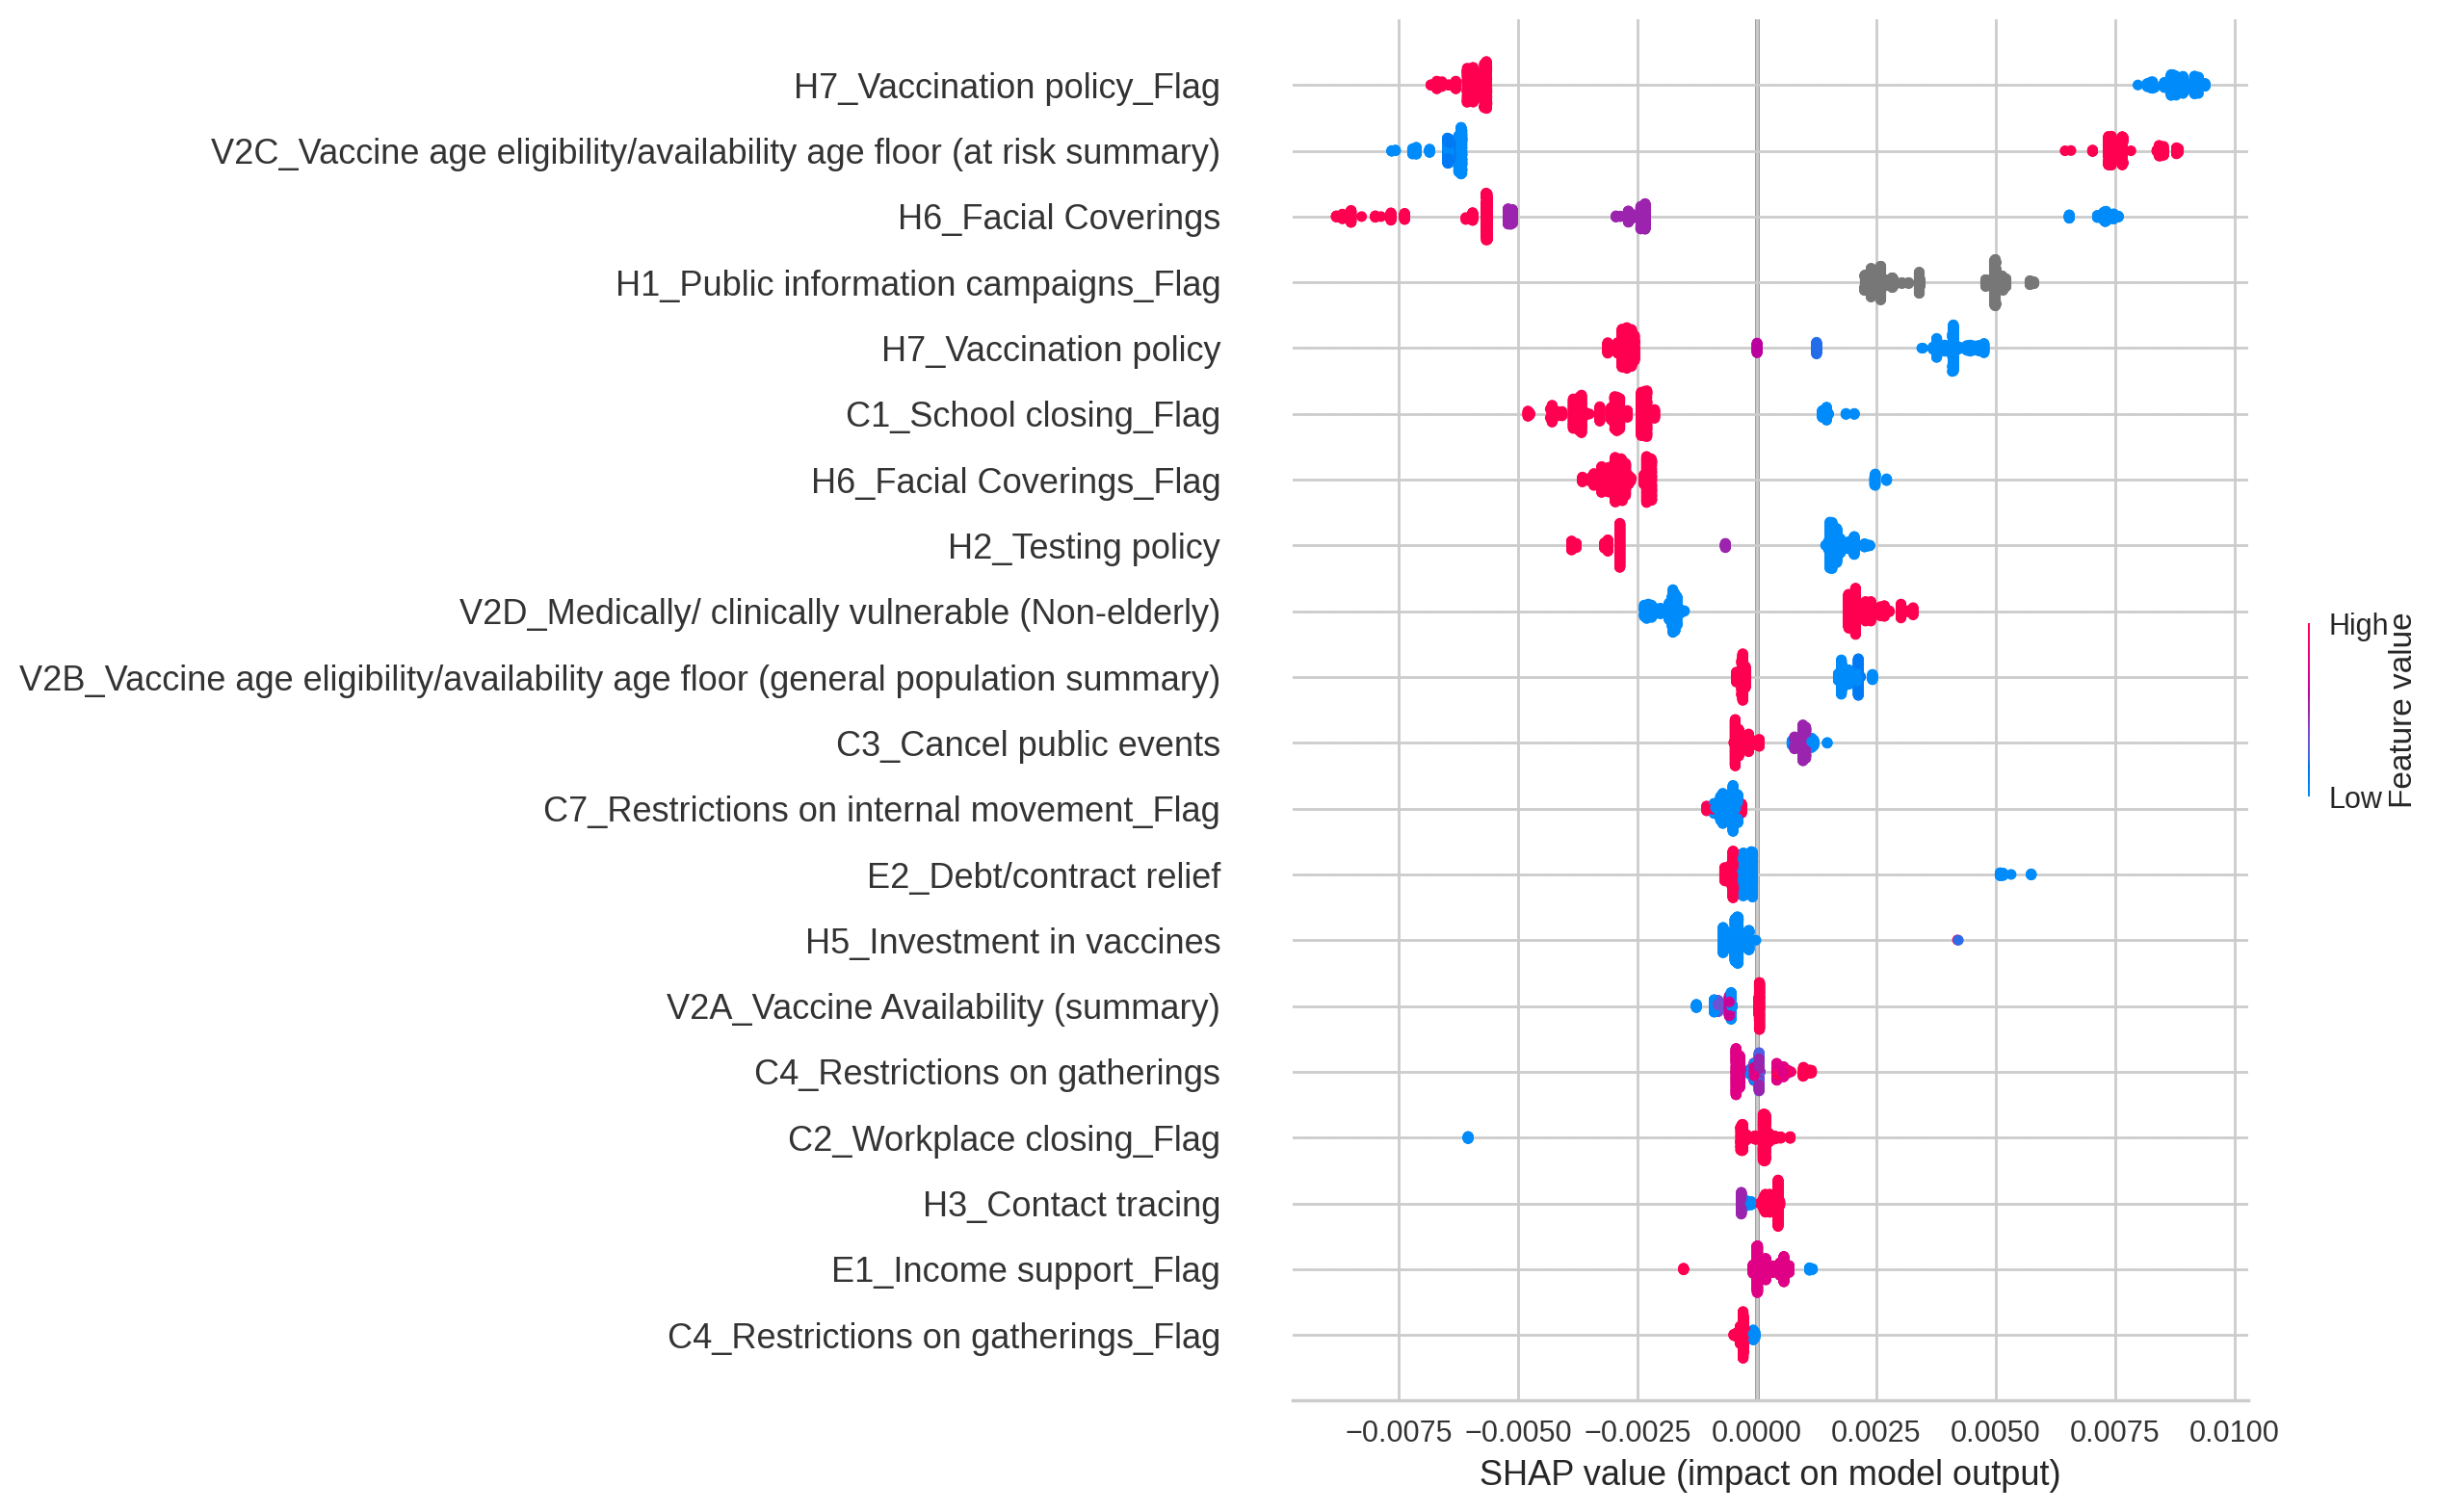 H7_Vaccination policy_Flag
V2C_Vaccine age eligibility/availability age floor (at risk summary)
H6_Facial Coverings
H1_Public information campaigns_Flag
H7_Vaccination policy
C1_School closing_Flag
H6_Facial Coverings_Flag
H2_Testing policy
V2D_Medically/ clinically vulnerable (Non-elderly)
V2B_Vaccine age eligibility/availability age floor (general population summary)
C3_Cancel public events
C7_Restrictions on internal movement_Flag
E2_Debt/contract relief
H5_Investment in vaccines
V2A_Vaccine Availability (summary)
C4_Restrictions on gatherings
C2_Workplace closing_Flag
H3_Contact tracing
E1_Income support_Flag
C4_Restrictions on gatherings_Flag
−0.0075 −0.0050 −0.0025 0.0000 0.0025 0.0050 0.0075 0.0100
SHAP value (impact on model output)
High
Low
Feature value